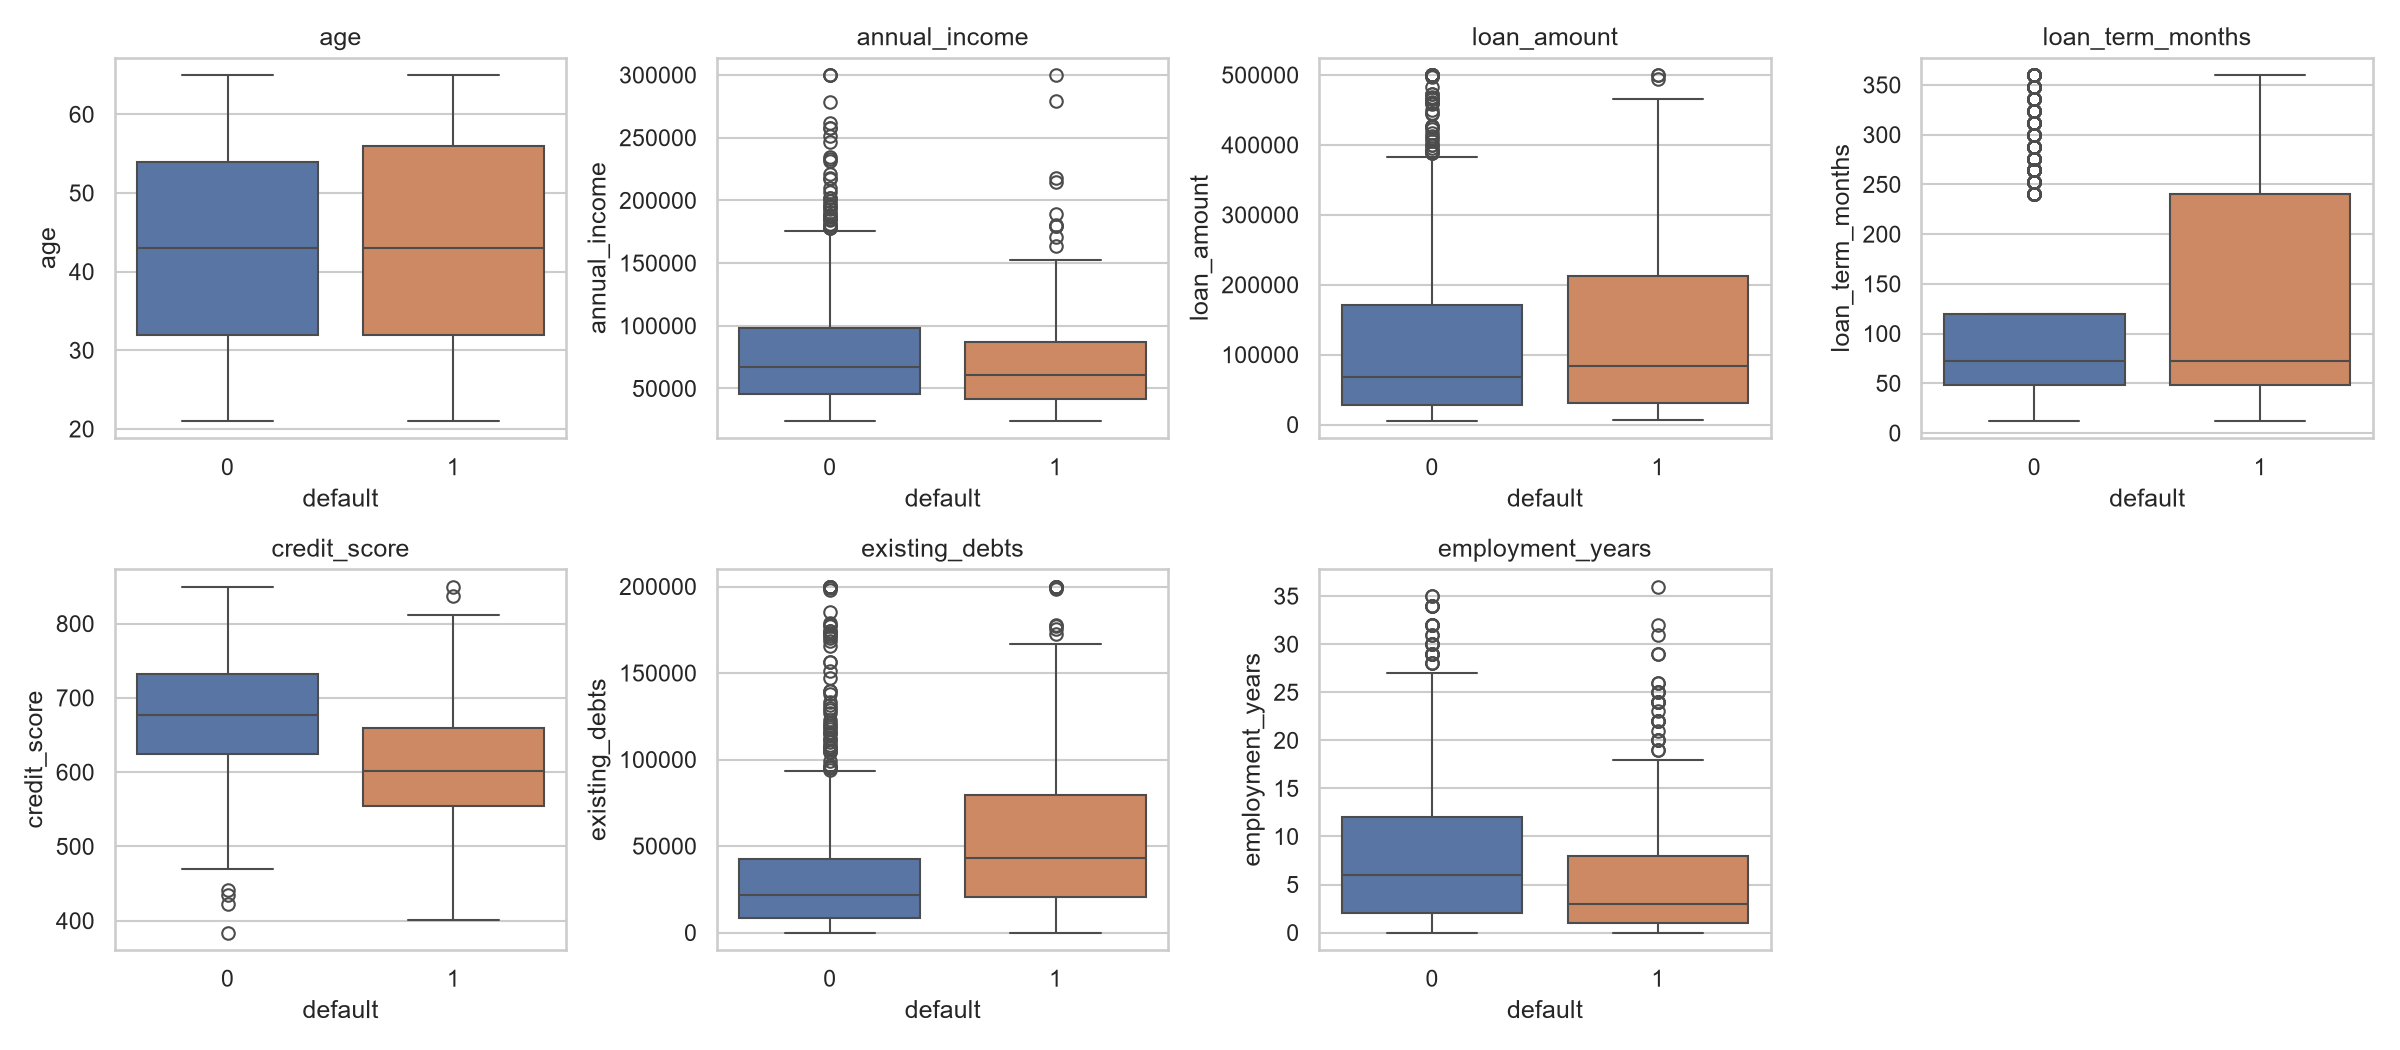 age
60
50
40
30
20
age
0 1
default
annual_income
300000
250000
200000
150000
100000
50000
annual_income
0 1
default
loan_amount
500000
400000
300000
200000
100000
0
loan_amount
0 1
default
loan_term_months
350
300
250
200
150
100
50
0
loan_term_months
0 1
default
credit_score
800
700
600
500
400
credit_score
0 1
default
existing_debts
200000
150000
100000
50000
0
existing_debts
0 1
default
employment_years
35
30
25
20
15
10
5
0
employment_years
0 1
default